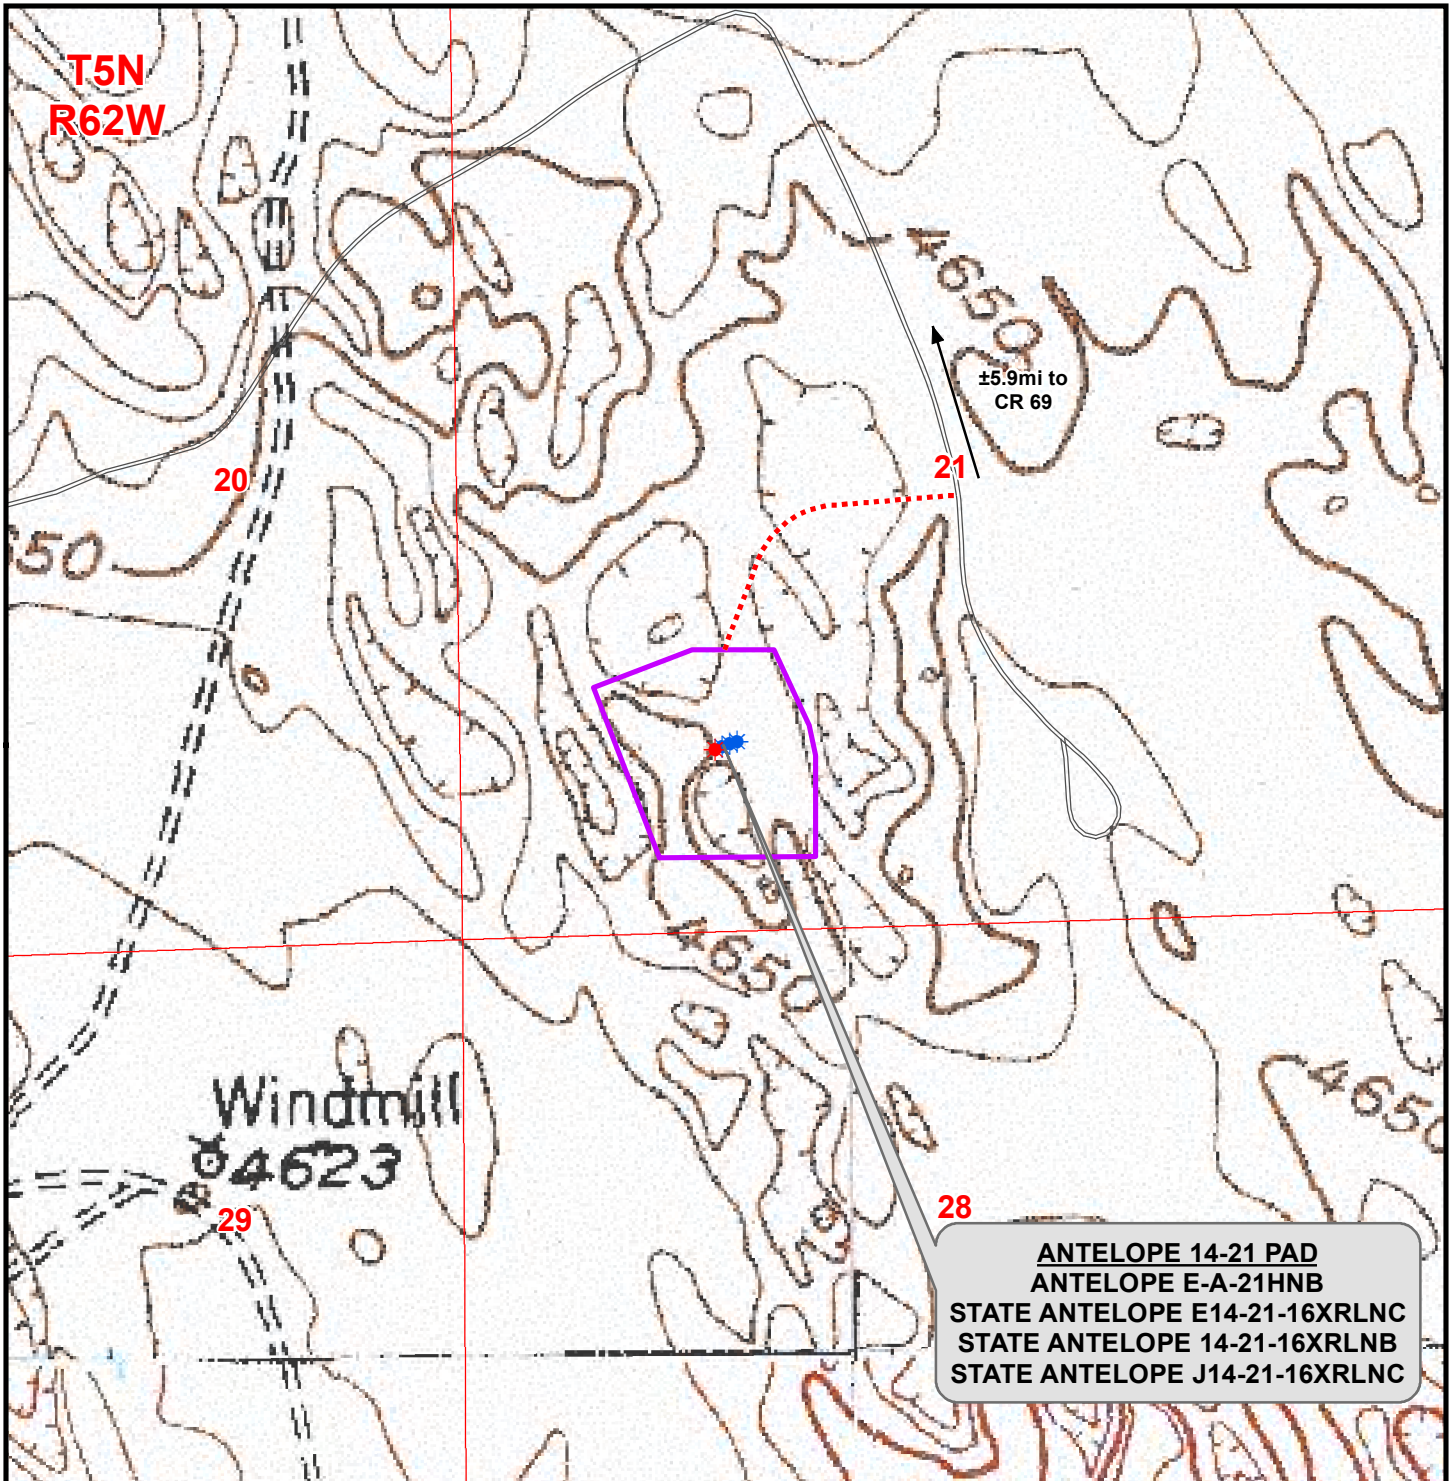 T5N
R62W
4650
±5.9mi to
CR 69
21
20
4650
Windmill
4623
4650
28
29
ANTELOPE 14-21 PAD
ANTELOPE E-A-21HNB
STATE ANTELOPE E14-21-16XRLNC
STATE ANTELOPE 14-21-16XRLNB
STATE ANTELOPE J14-21-16XRLNC